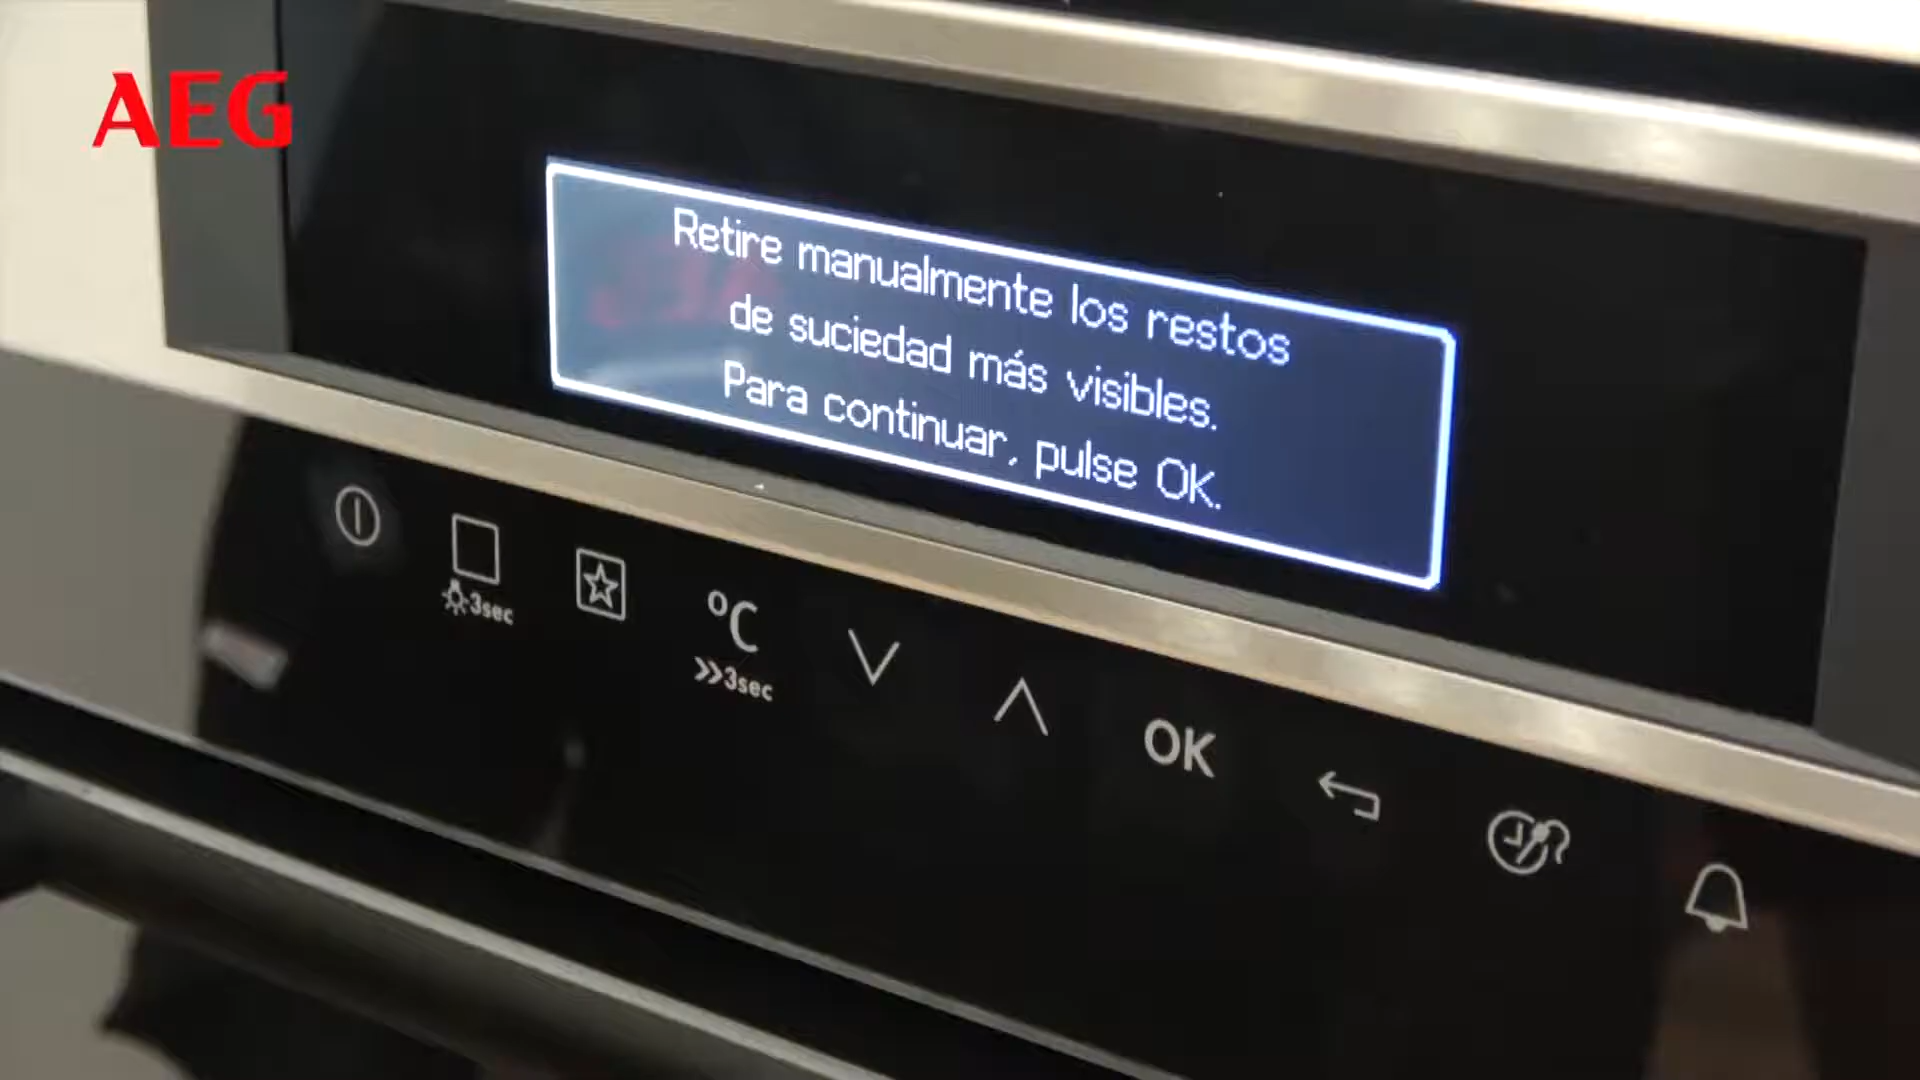 AEG
Retire manualmente los restos
de suciedad más visibles.
Para continuar, pulse OK.
3sec
°C
»3sec
OK